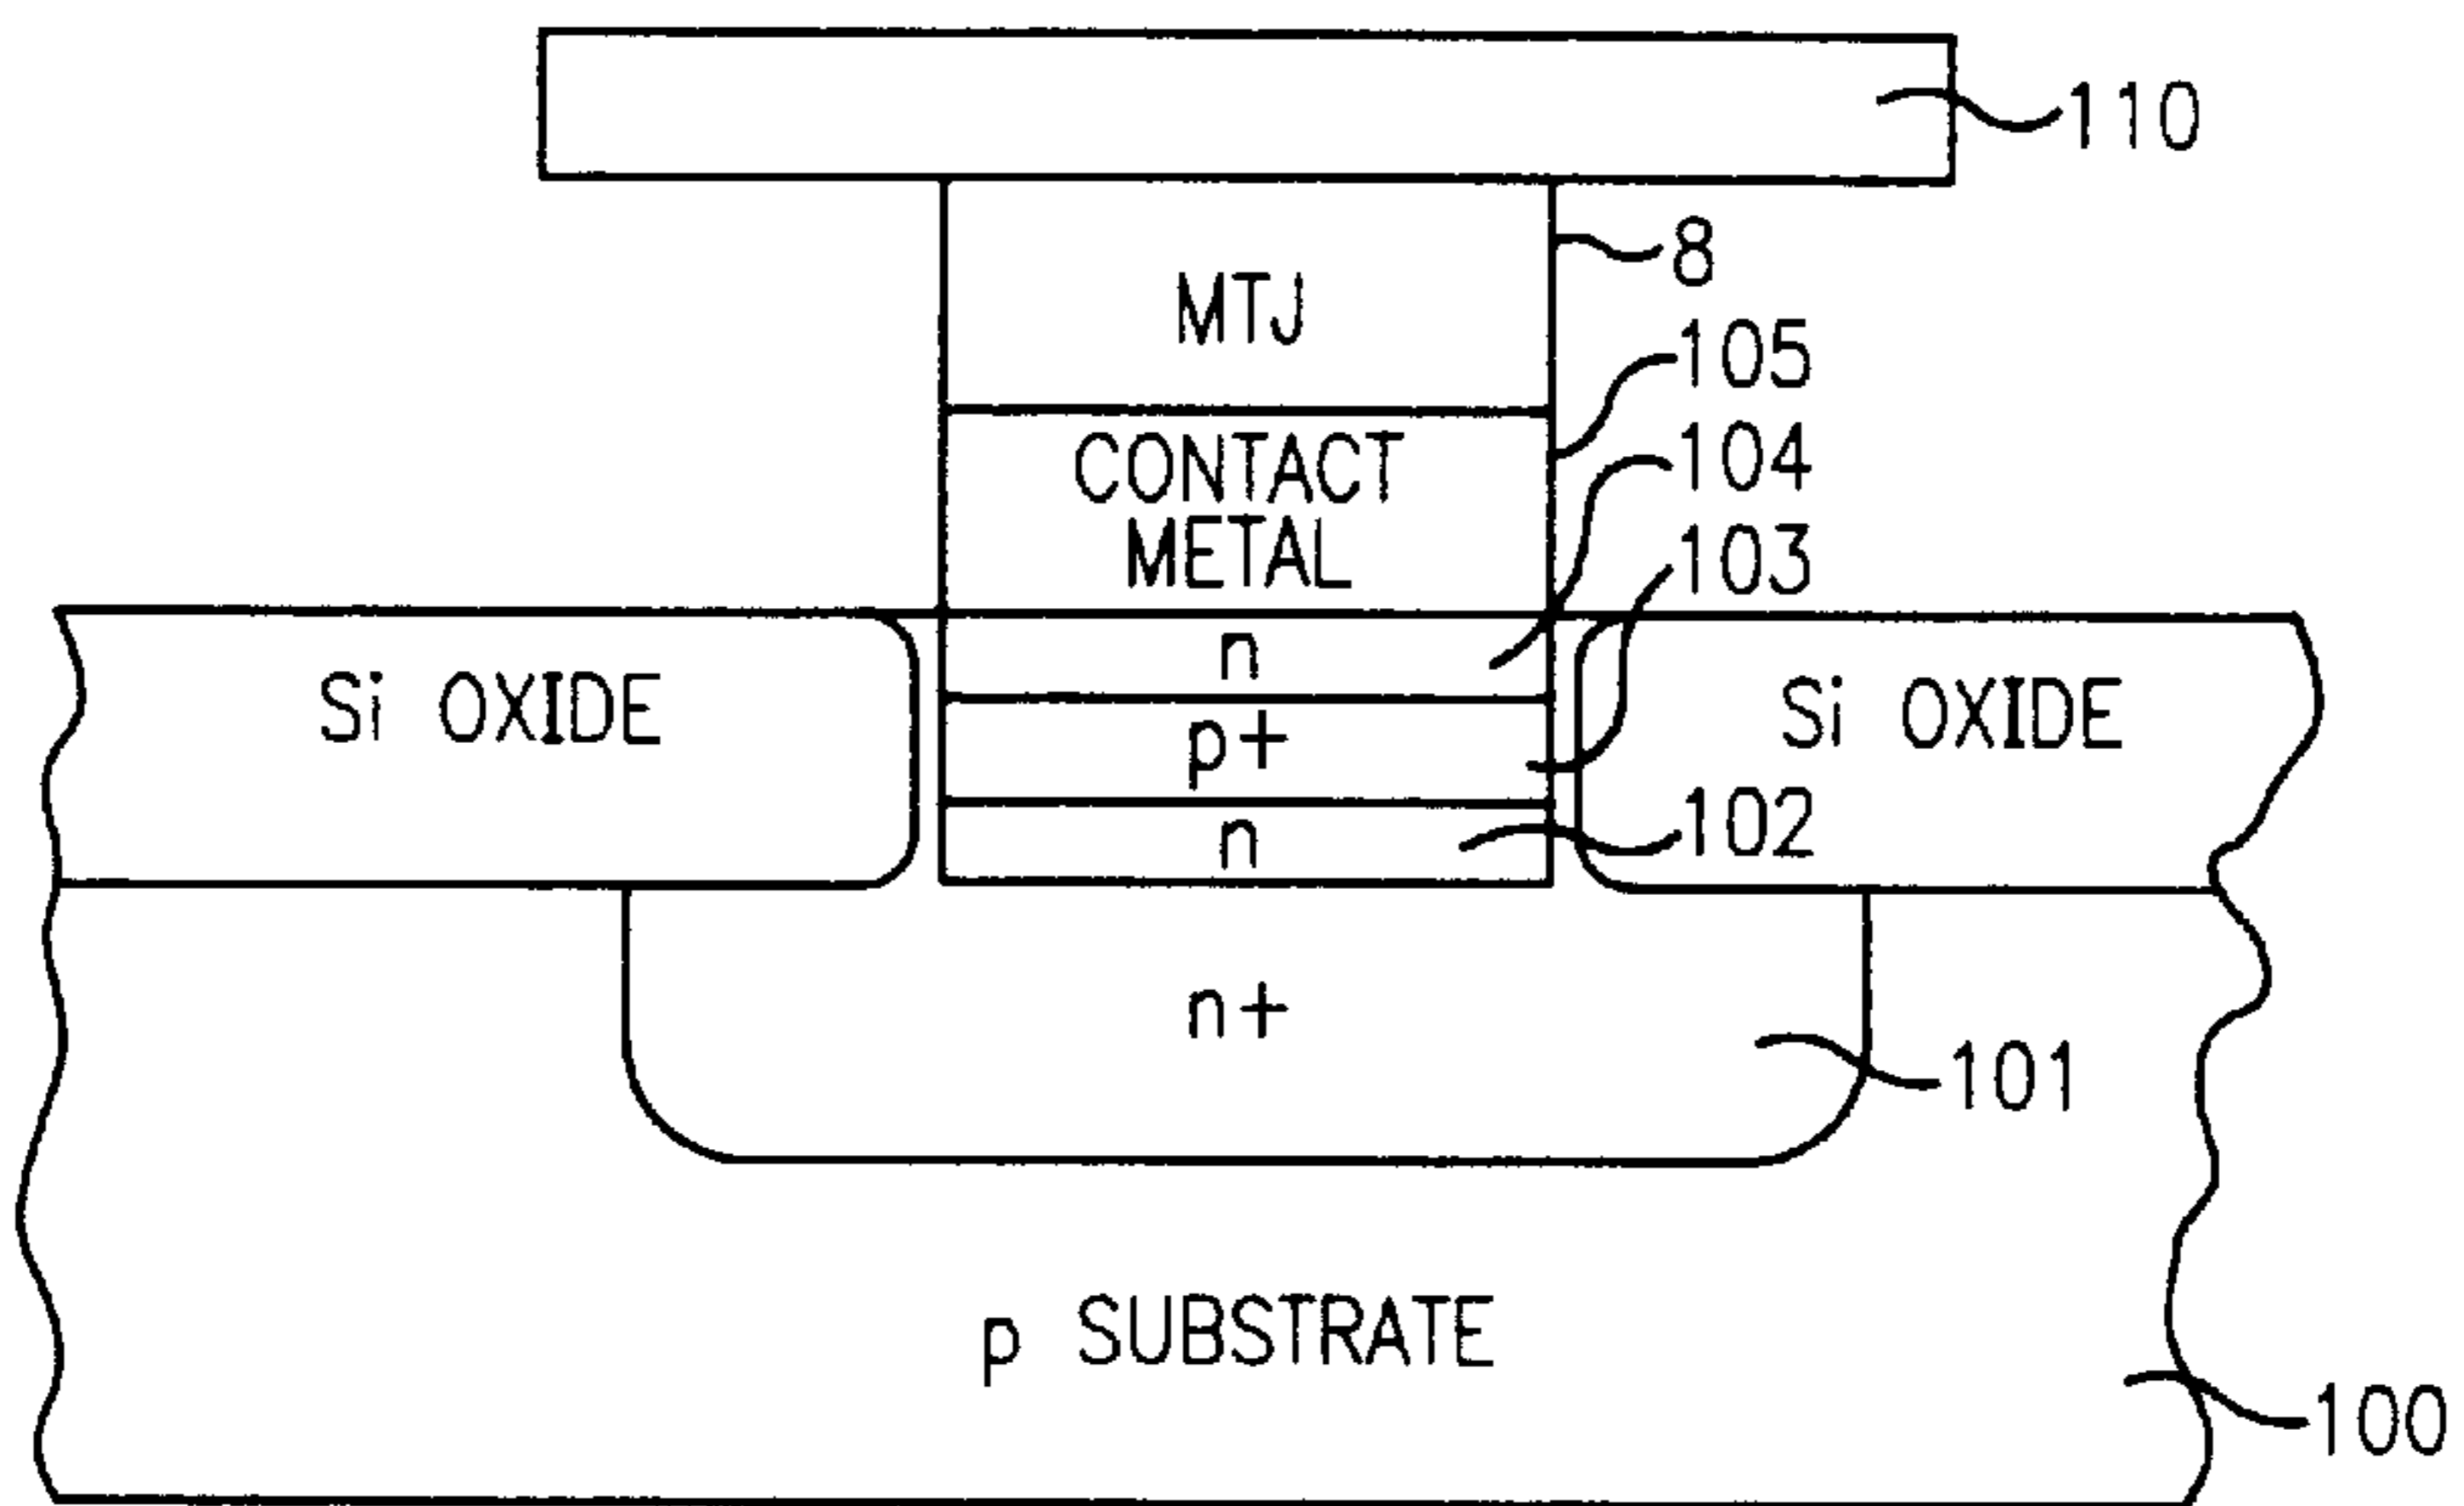 110
8
MTJ
105
CONTACT
104
METAL
103
n
Si OXIDE
p+
Si OXIDE
102
n
n+
101
p SUBSTRATE
100